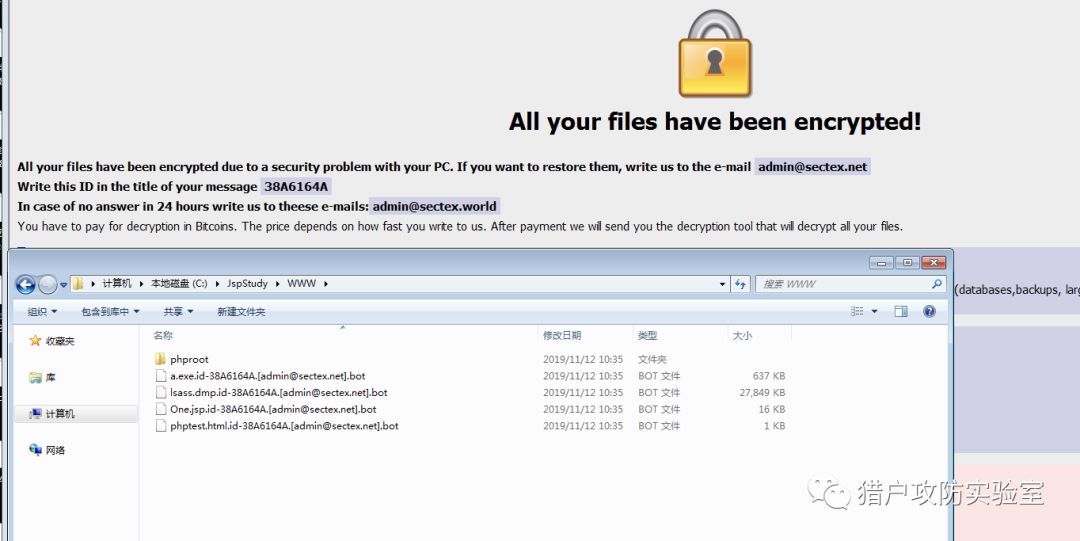 All your files have been encrypted!
All your files have been encrypted due to a security problem with your PC. If you want to restore them, write us to the e-mail admin@sectex.net
Write this ID in the title of your message 38A6164A
In case of no answer in 24 hours write us to theese e-mails: admin@sectex.world
You have to pay for decryption in Bitcoins. The price depends on how fast you write to us. After payment we will send you the decryption tool that will decrypt all your files.
计算机 本地磁盘 (C:) JspStudy WWW 搜索 WWW
(databases,backups, larg
组织 包含到库中 共享 新建文件夹
名称 修改日期 类型 大小
收藏夹
库
计算机
网络
phproot 2019/11/12 10:35 文件夹
a.exe.id-38A6164A.[admin@sectex.net].bot 2019/11/12 10:35 BOT 文件 637 KB
lsass.dmp.id-38A6164A.[admin@sectex.net].bot 2019/11/12 10:35 BOT 文件 27,849 KB
One.jsp.id-38A6164A.[admin@sectex.net].bot 2019/11/12 10:35 BOT 文件 16 KB
phptest.html.id-38A6164A.[admin@sectex.net].bot 2019/11/12 10:35 BOT 文件 1 KB
猎户攻防实验室